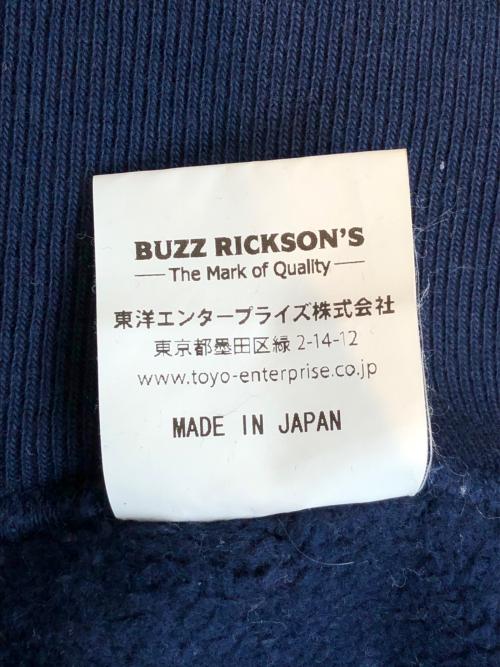 BUZZ RICKSON'S
The Mark of Quality
東洋エンタープライズ株式会社
東京都墨田区緑 2-14-12
www.toyo-enterprise.co.jp
MADE IN JAPAN